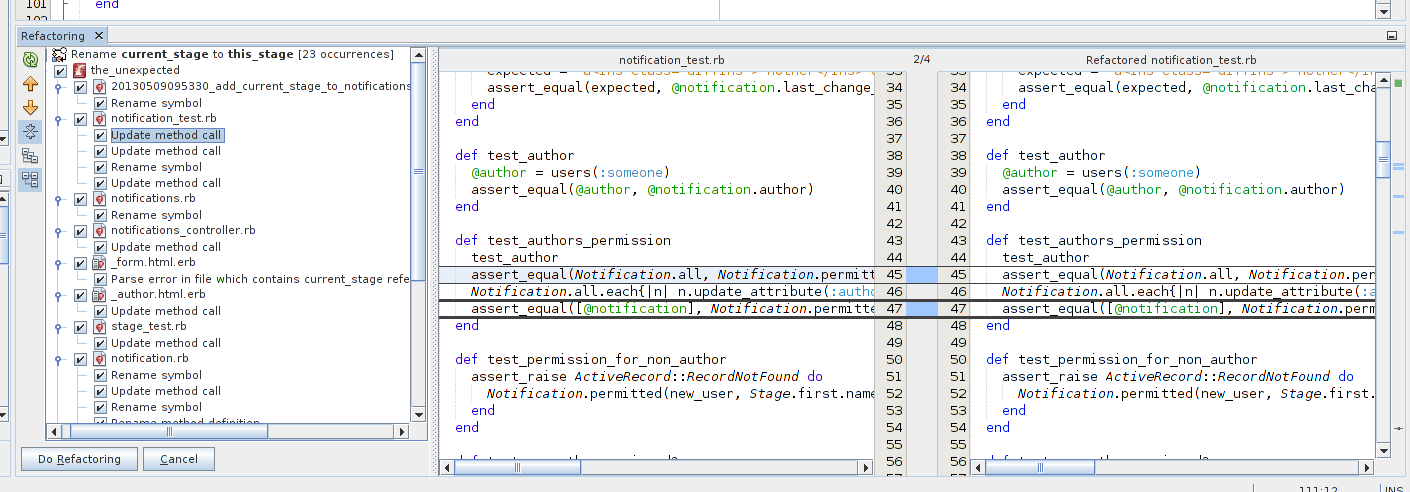 101 end
Refactoring ×
Rename current_stage to this_stage [23 occurrences]
the_unexpected
20130509095330_add_current_stage_to_notifications
Rename symbol
notification_test.rb
Update method call
Update method call
Rename symbol
Update method call
notifications.rb
Rename symbol
notifications_controller.rb
Update method call
_form.html.erb
Parse error in file which contains current_stage refe
_author.html.erb
Update method call
stage_test.rb
Update method call
notification.rb
Rename symbol
Update method call
Rename symbol
Rename method definition
Do Refactoring
Cancel
notification_test.rb
2/4
Refactored notification_test.rb
assert_equal(expected, @notification.last_change_ 34
end 35
end 36
37
def test_author 38
@author = users(:someone) 39
assert_equal(@author, @notification.author) 40
end 41
42
def test_authors_permission 43
test_author 44
assert_equal(Notification.all, Notification.permitt 45
Notification.all.each{|n| n.update_attribute(:autho 46
assert_equal([@notification], Notification.permitte 47
end 48
49
def test_permission_for_non_author 50
assert_raise ActiveRecord::RecordNotFound do 51
Notification.permitted(new_user, Stage.first.name 52
end 53
end 54
55
56
34 assert_equal(expected, @notification.last_cha
35 end
36 end
37
38 def test_author
39 @author = users(:someone)
40 assert_equal(@author, @notification.author)
41 end
42
43 def test_authors_permission
44 test_author
45 assert_equal(Notification.all, Notification.per
46 Notification.all.each{|n| n.update_attribute(:a
47 assert_equal([@notification], Notification.perm
48 end
49
50 def test_permission_for_non_author
51 assert_raise ActiveRecord::RecordNotFound do
52 Notification.permitted(new_user, Stage.first.
53 end
54 end
55
56
111:12 INS